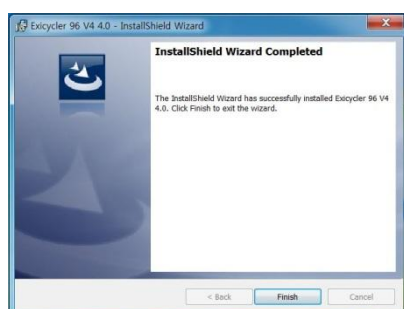 Exicycler 96 V4 4.0 - InstallShield Wizard
InstallShield Wizard Completed
The InstallShield Wizard has successfully installed Exicycler 96 V4
4.0. Click Finish to exit the wizard.
< Back
Finish
Cancel